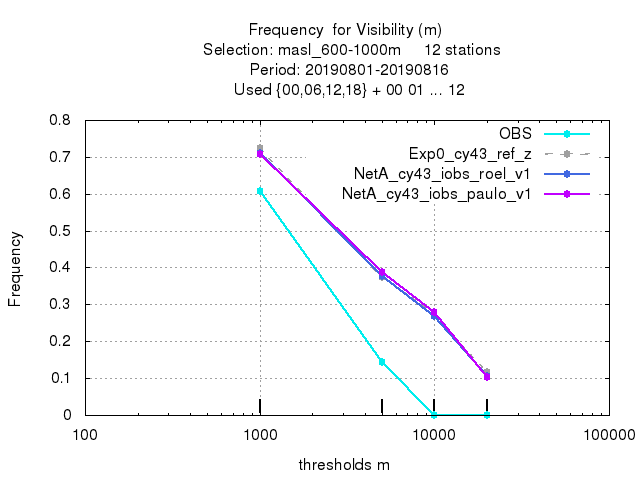 Frequency  for Visibility (m)
Selection: masl_600-1000m     12 stations
Period: 20190801-20190816
Used {00,06,12,18} + 00 01 ... 12
OBS
Exp0_cy43_ref_z
NetA_cy43_iobs_roel_v1
NetA_cy43_iobs_paulo_v1
Frequency
0.8
0.7
0.6
0.5
0.4
0.3
0.2
0.1
0
100 1000 10000 100000
thresholds m